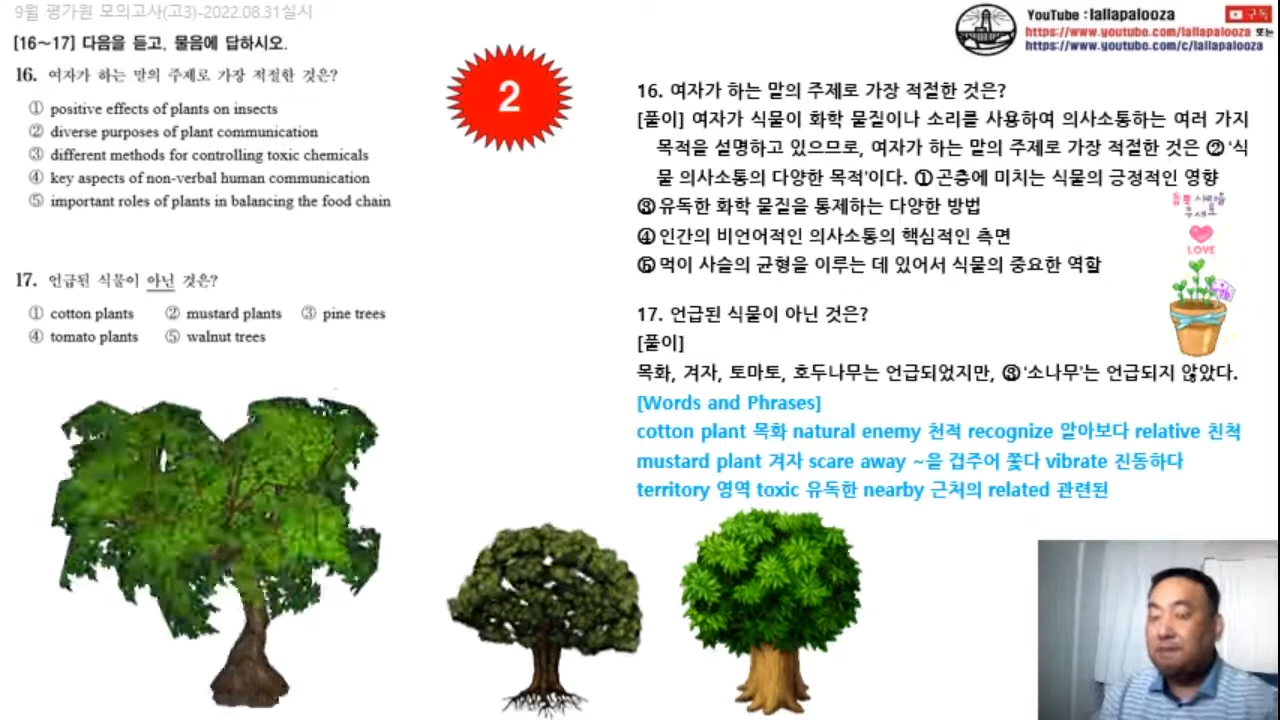 9월 평가원 모의고사(고3)-2022.08.31실시
[16~17] 다음을 듣고, 물음에 답하시오.
16. 여자가 하는 말의 주제로 가장 적절한 것은?
① positive effects of plants on insects
② diverse purposes of plant communication
③ different methods for controlling toxic chemicals
④ key aspects of non-verbal human communication
⑤ important roles of plants in balancing the food chain
17. 언급된 식물이 아닌 것은?
① cotton plants ② mustard plants ③ pine trees
④ tomato plants ⑤ walnut trees
2
YouTube : lallapalooza
구독
https://www.youtube.com/lallapalooza 또는
https://www.youtube.com/c/lallapalooza
16. 여자가 하는 말의 주제로 가장 적절한 것은?
[풀이] 여자가 식물이 화학 물질이나 소리를 사용하여 의사소통하는 여러 가지
목적을 설명하고 있으므로, 여자가 하는 말의 주제로 가장 적절한 것은 ② ‘식
물 의사소통의 다양한 목적’이다. ① 곤충에 미치는 식물의 긍정적인 영향
③ 유독한 화학 물질을 통제하는 다양한 방법
④ 인간의 비언어적인 의사소통의 핵심적인 측면
⑤ 먹이 사슬의 균형을 이루는 데 있어서 식물의 중요한 역할
LOVE
17. 언급된 식물이 아닌 것은?
[풀이]
목화, 겨자, 토마토, 호두나무는 언급되었지만, ③ ‘소나무’는 언급되지 않았다.
[Words and Phrases]
cotton plant 목화 natural enemy 천적 recognize 알아보다 relative 친척
mustard plant 겨자 scare away ~을 겁주어 쫓다 vibrate 진동하다
territory 영역 toxic 유독한 nearby 근처의 related 관련된